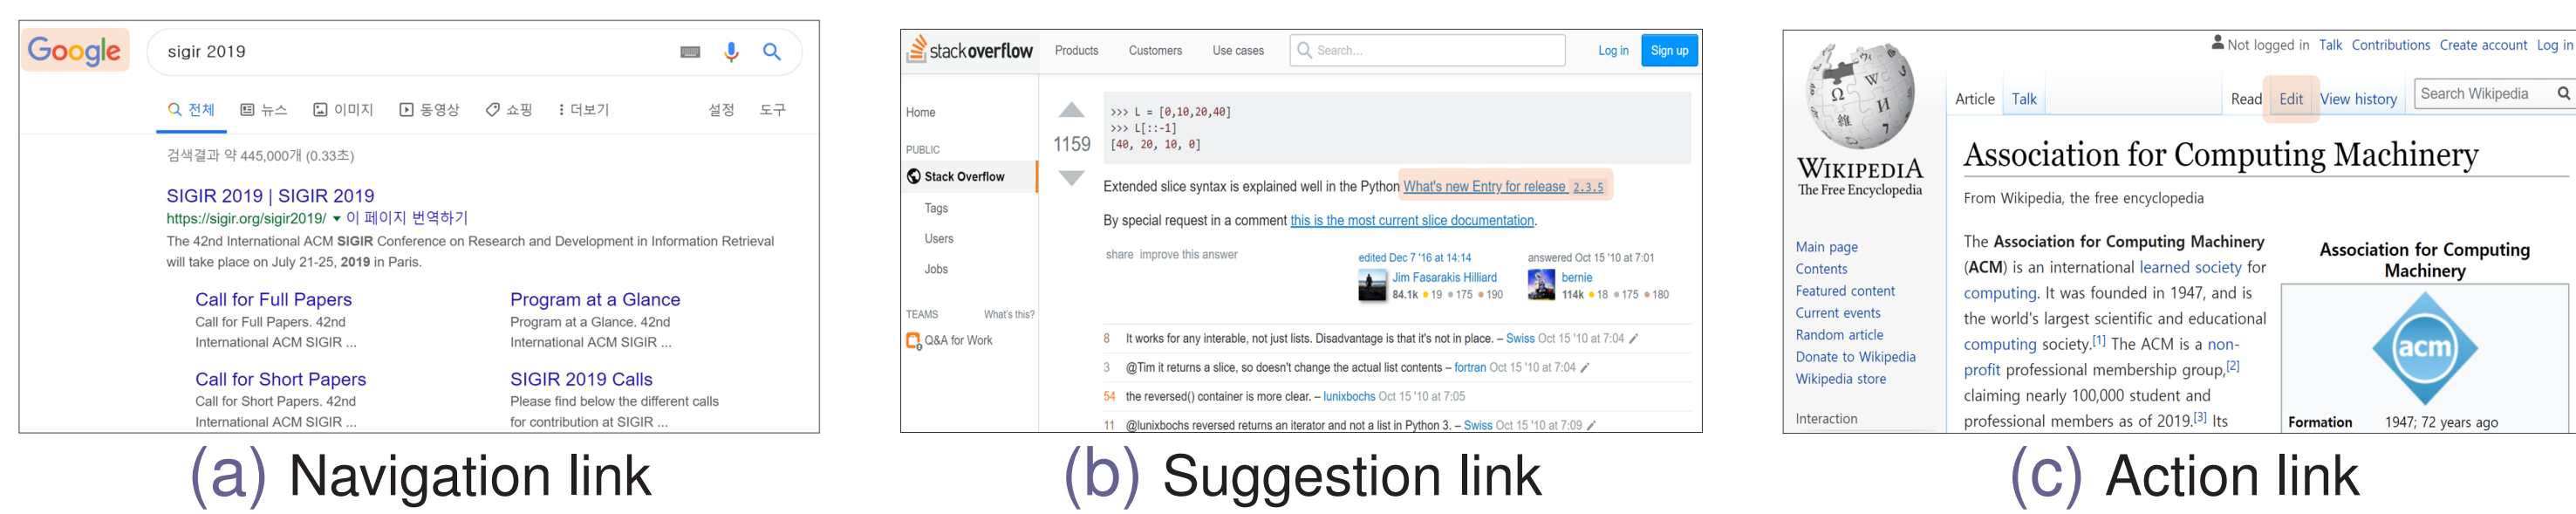 Google
sigir 2019
전체 뉴스 이미지 동영상 쇼핑 더보기 설정 도구
검색결과 약 445,000개 (0.33초)
SIGIR 2019 | SIGIR 2019
https://sigir.org/sigir2019/ ▾ 이 페이지 번역하기
The 42nd International ACM SIGIR Conference on Research and Development in Information Retrieval
will take place on July 21-25, 2019 in Paris.
Call for Full Papers
Call for Full Papers. 42nd
International ACM SIGIR ...
Program at a Glance
Program at a Glance. 42nd
International ACM SIGIR ...
Call for Short Papers
Call for Short Papers. 42nd
International ACM SIGIR ...
SIGIR 2019 Calls
Please find below the different calls
for contribution at SIGIR ...
(a) Navigation link
stackoverflow Products Customers Use cases Search... Log in Sign up
Home
PUBLIC
Stack Overflow
Tags
Users
Jobs
TEAMS What's this?
Q&A for Work
1159
>>> L = [0,10,20,40]
>>> L[::-1]
[40, 20, 10, 0]
Extended slice syntax is explained well in the Python What's new Entry for release 2.3.5
By special request in a comment this is the most current slice documentation.
share improve this answer
edited Dec 7 '16 at 14:14
Jim Fasarakis Hilliard
84.1k ● 19 ● 175 ● 190
answered Oct 15 '10 at 7:01
bernie
114k ● 18 ● 175 ● 180
8 It works for any interable, not just lists. Disadvantage is that it's not in place. – Swiss Oct 15 '10 at 7:04
3 @Tim it returns a slice, so doesn't change the actual list contents – fortran Oct 15 '10 at 7:04
54 the reversed() container is more clear. – lunixbochs Oct 15 '10 at 7:05
11 @lunixbochs reversed returns an iterator and not a list in Python 3. – Swiss Oct 15 '10 at 7:09
(b) Suggestion link
Not logged in Talk Contributions Create account Log in
Article Talk Read Edit View history Search Wikipedia
WIKIPEDIA
The Free Encyclopedia
Main page
Contents
Featured content
Current events
Random article
Donate to Wikipedia
Wikipedia store
Interaction
Association for Computing Machinery
From Wikipedia, the free encyclopedia
The Association for Computing Machinery
(ACM) is an international learned society for
computing. It was founded in 1947, and is
the world's largest scientific and educational
computing society.[1] The ACM is a non-
profit professional membership group,[2]
claiming nearly 100,000 student and
professional members as of 2019.[3] Its
Association for Computing
Machinery
acm
Formation 1947; 72 years ago
(c) Action link